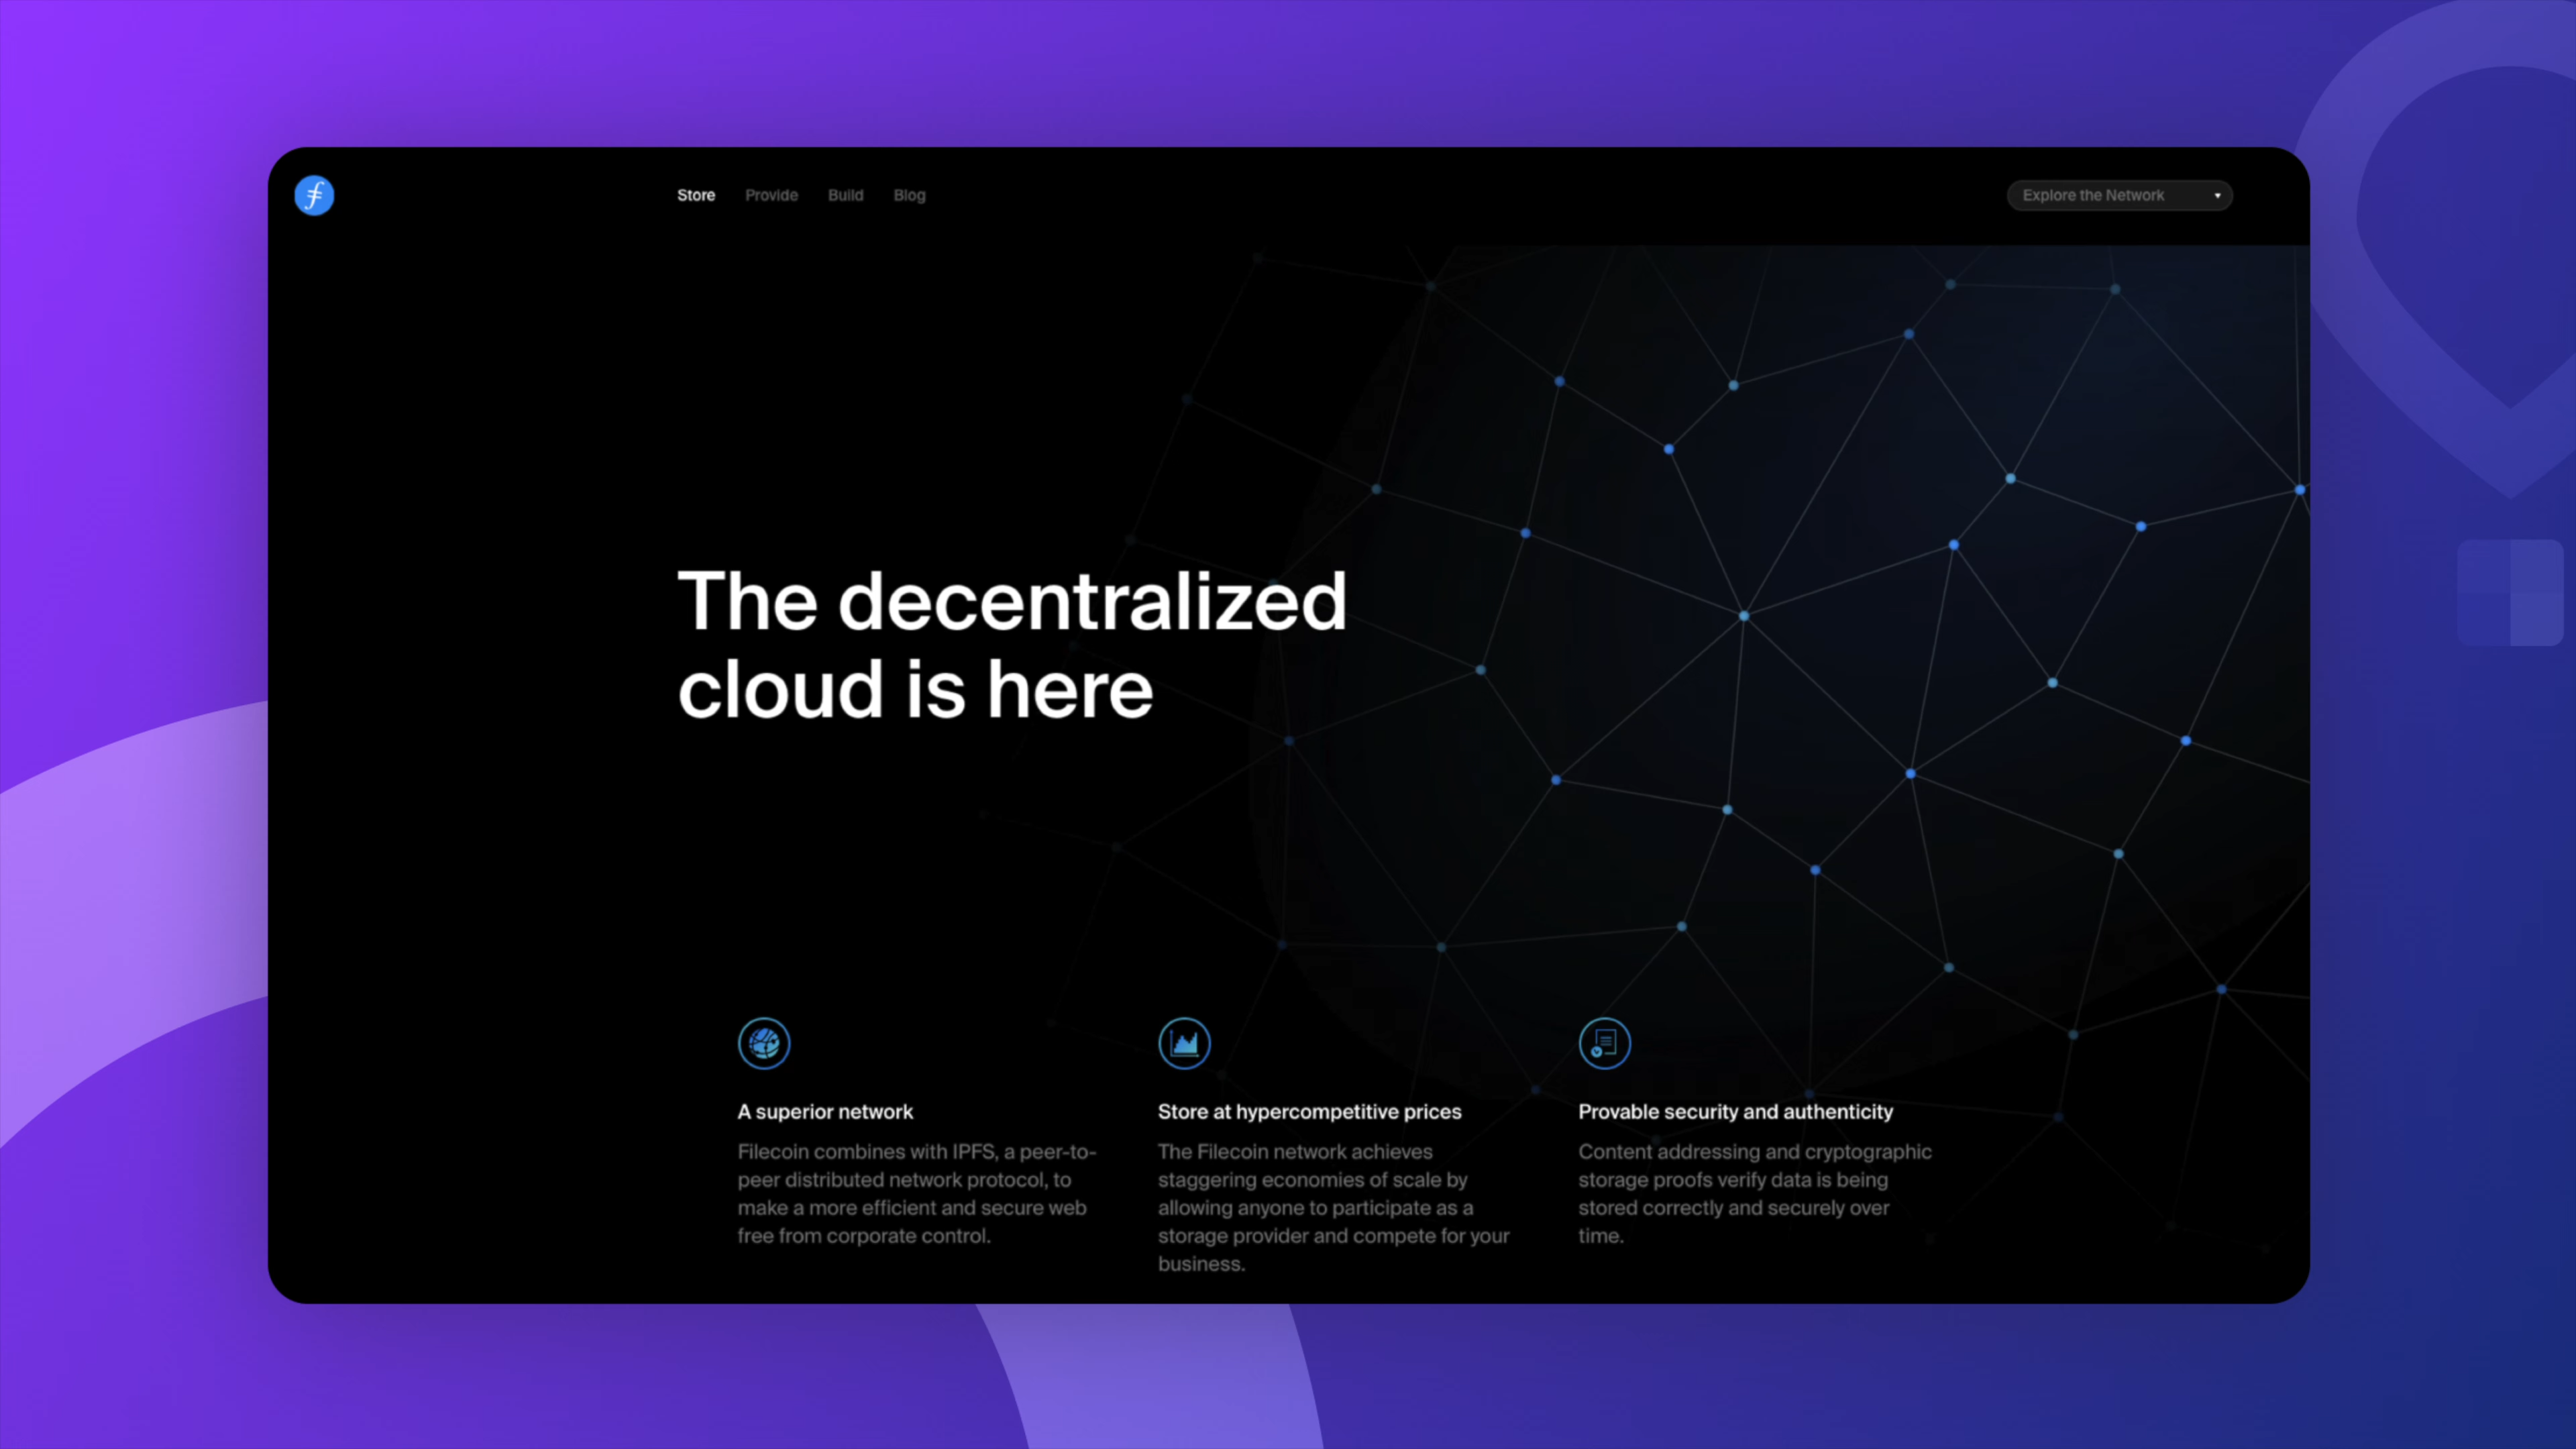 Store Provide Build Blog Explore the Network
The decentralized
cloud is here
A superior network
Filecoin combines with IPFS, a peer-to-
peer distributed network protocol, to
make a more efficient and secure web
free from corporate control.
Store at hypercompetitive prices
The Filecoin network achieves
staggering economies of scale by
allowing anyone to participate as a
storage provider and compete for your
business.
Provable security and authenticity
Content addressing and cryptographic
storage proofs verify data is being
stored correctly and securely over
time.